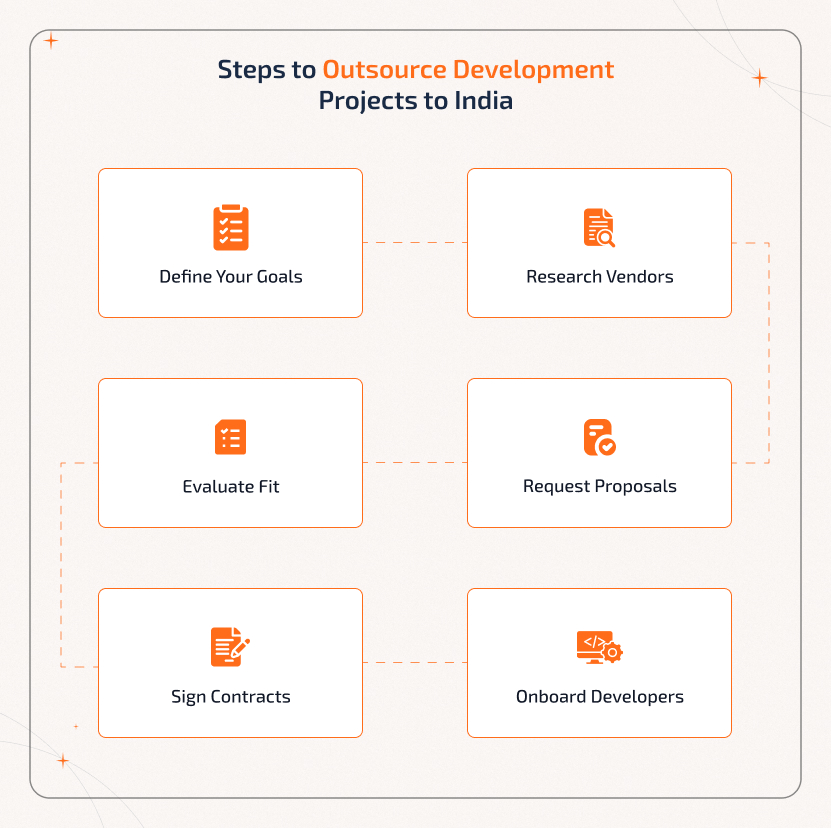 Steps to Outsource Development
Projects to India
Define Your Goals
Research Vendors
Request Proposals
Evaluate Fit
Sign Contracts
Onboard Developers